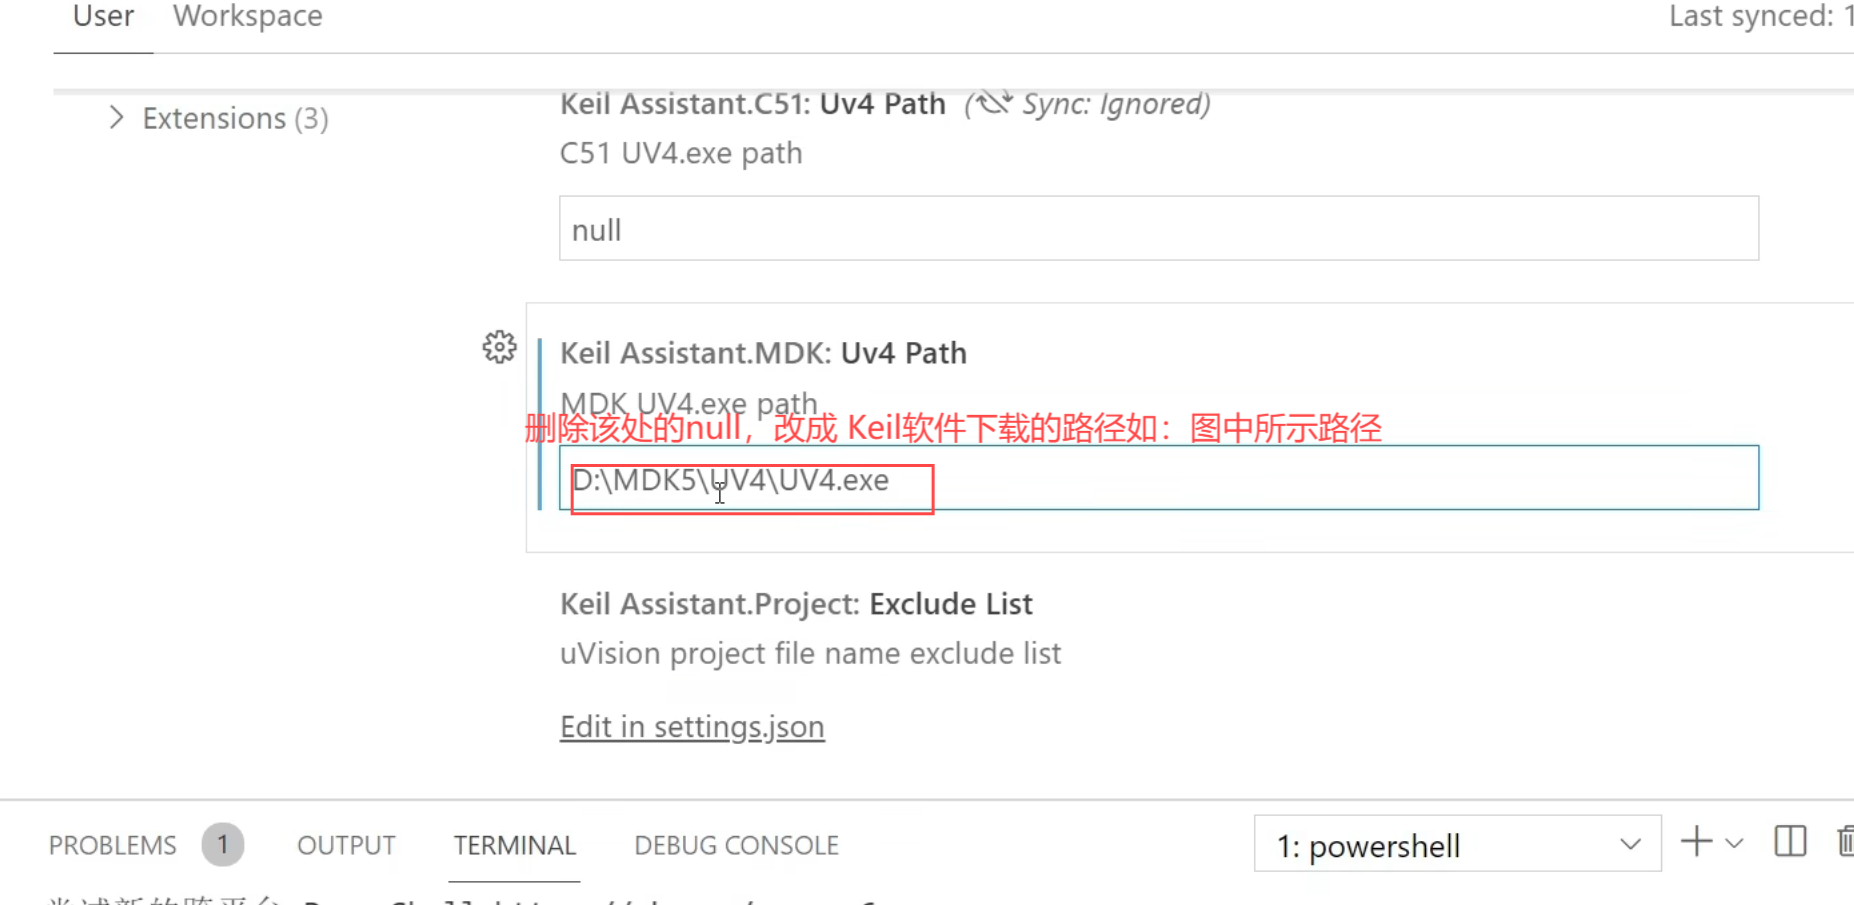 User Workspace Last synced: 1
Extensions (3)
Keil Assistant.C51: Uv4 Path (Sync: Ignored)
C51 UV4.exe path
null
Keil Assistant.MDK: Uv4 Path
MDK UV4.exe path
删除该处的null，改成 Keil软件下载的路径如：图中所示路径
D:\MDK5\UV4\UV4.exe
Keil Assistant.Project: Exclude List
uVision project file name exclude list
Edit in settings.json
PROBLEMS 1 OUTPUT TERMINAL DEBUG CONSOLE 1: powershell